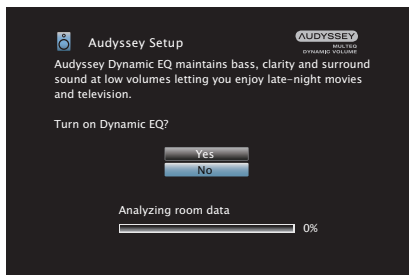 Audyssey Setup
AUDYSSEY
MULTEQ
DYNAMIC VOLUME
Audyssey Dynamic EQ maintains bass, clarity and surround
sound at low volumes letting you enjoy late-night movies
and television.
Turn on Dynamic EQ?
Yes
No
Analyzing room data
0%